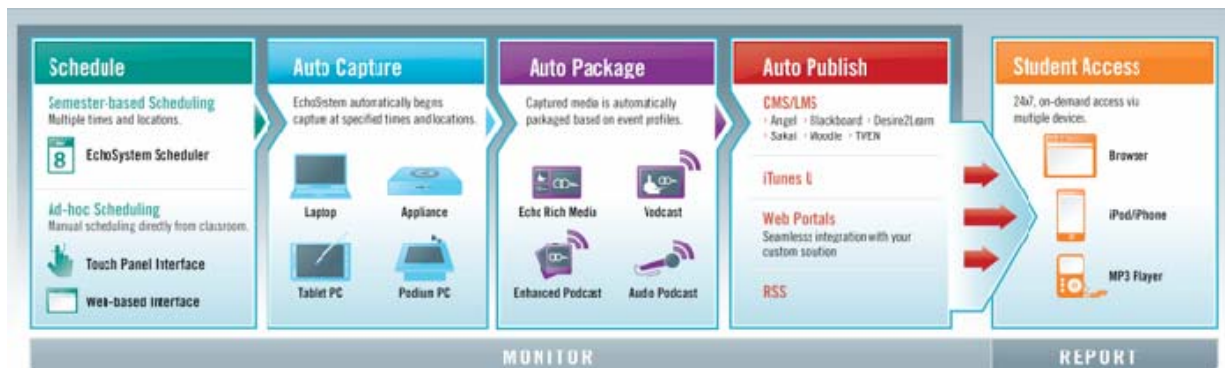 Schedule
Semester-based Scheduling
Multiple times and locations.
8
EchoSystem Scheduler
Ad-hoc Scheduling
Manual scheduling directly from classroom.
Touch Panel Interface
Web-based Interface
Auto Capture
EchoSystem automatically begins
capture at specified times and locations.
Laptop
Appliance
Tablet PC
Podium PC
Auto Package
Captured media is automatically
packaged based on event profiles.
Echo Rich Media
Vodcast
Enhanced Podcast
Audio Podcast
Auto Publish
CMS/LMS
· Angel · Blackboard · Desire2Learn
· Sakai · Moodle
iTunes U
Web Portals
Seamless integration with your
custom solution
RSS
Student Access
24x7, on-demand access via
multiple devices.
Browser
iPod/iPhone
MP3 Player
MONITOR
REPORT